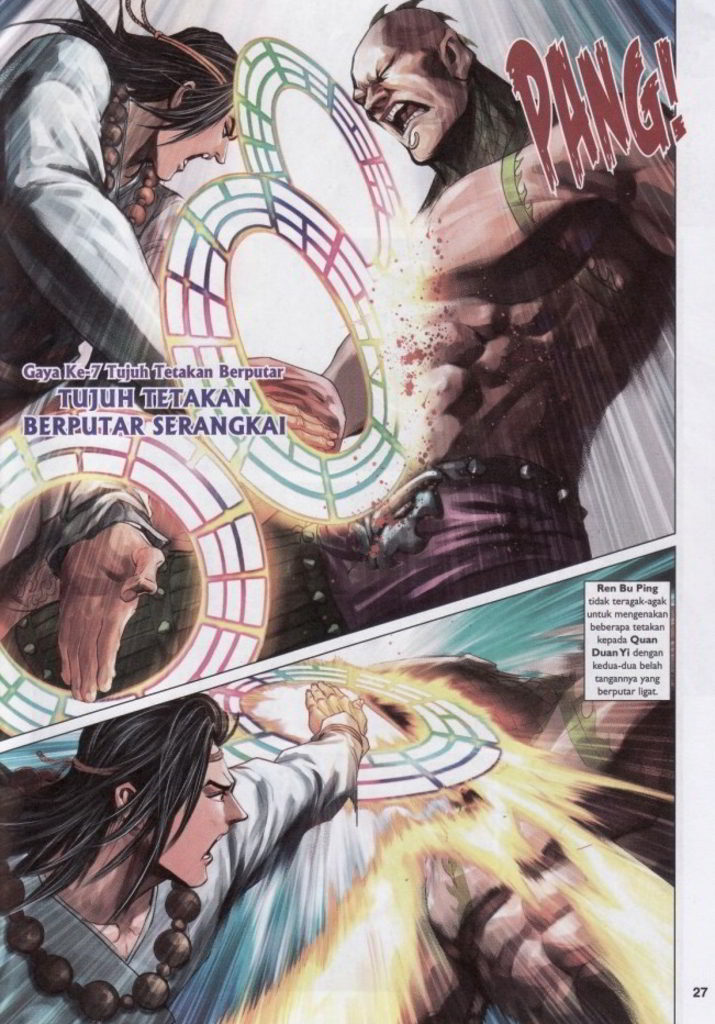 PANG!
Gaya Ke-7 Tujuh Tetakan Berputar
TUJUH TETAKAN
BERPUTAR SERANGKAI
Ren Bu Ping
tidak teragak-agak
untuk mengenakan
beberapa tetakan
kepada Quan
Duan Yi dengan
kedua-dua belah
tangannya yang
berputar ligat.
27